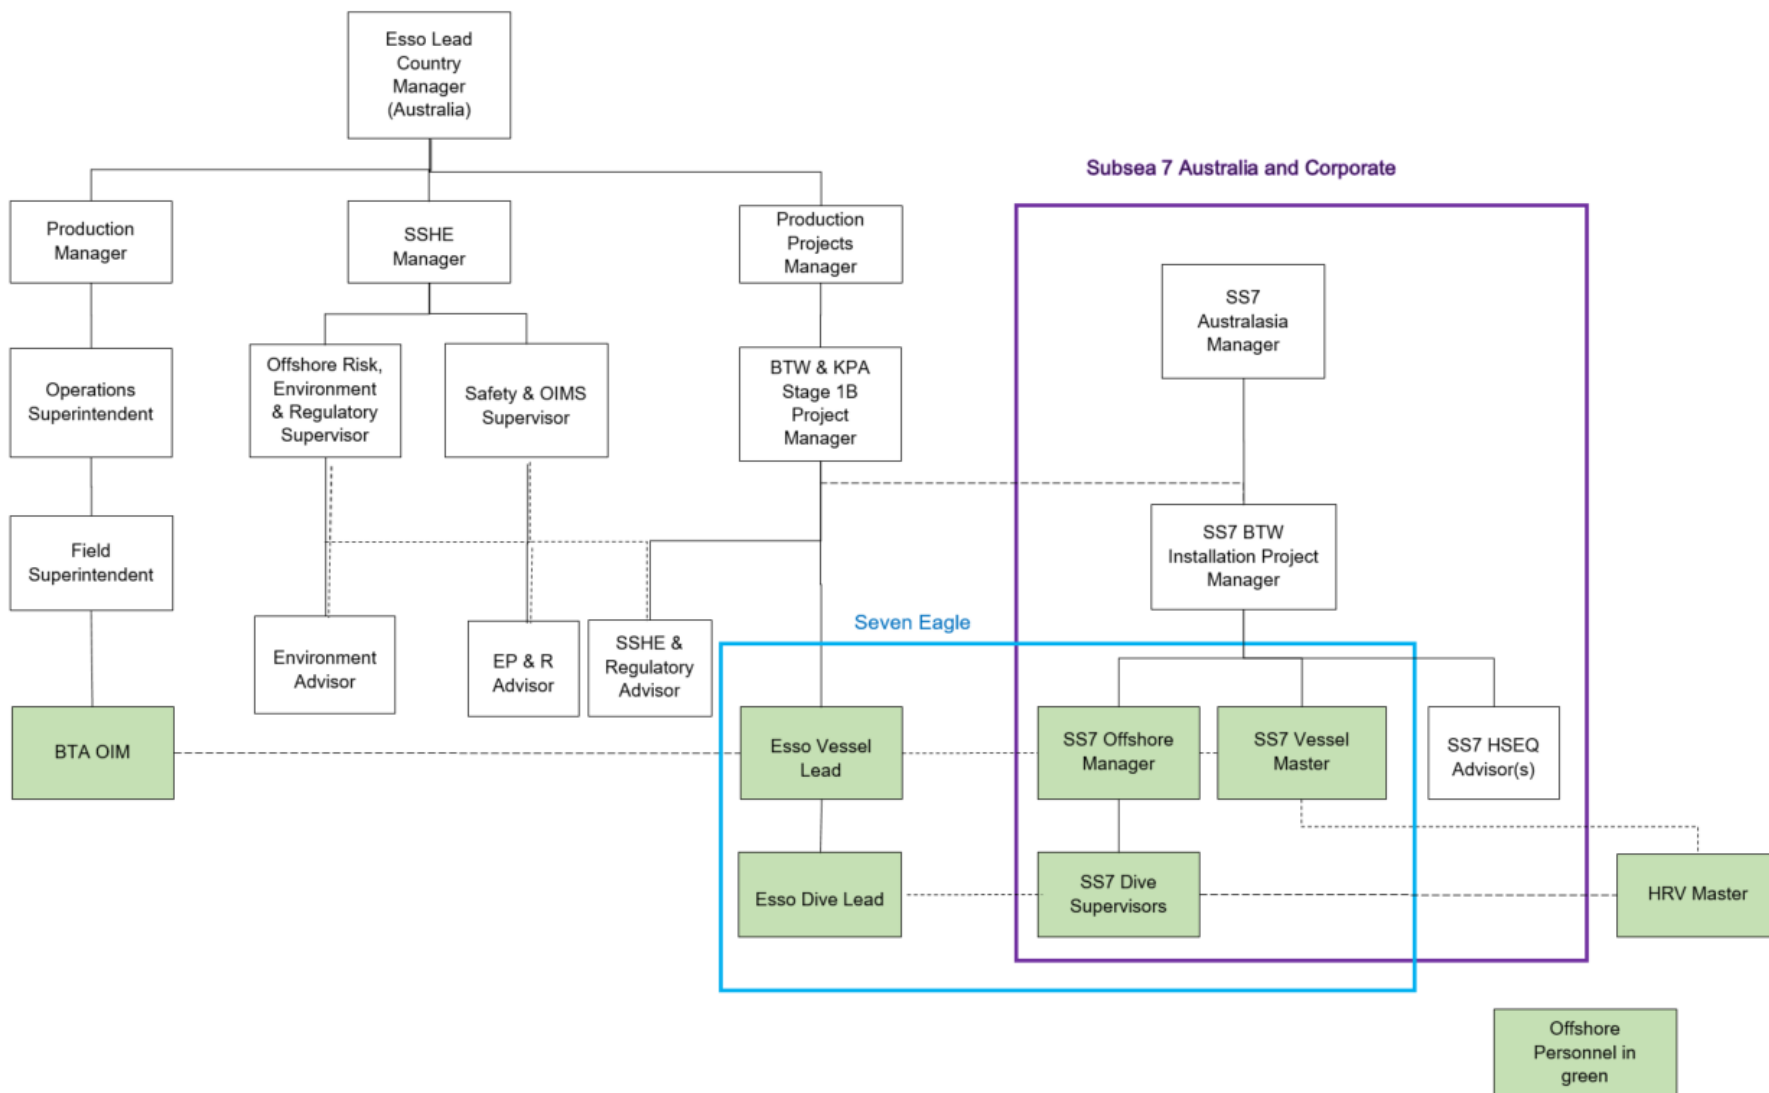 Esso Lead
Country
Manager
(Australia)
Subsea 7 Australia and Corporate
Production
Manager
SSHE
Manager
Production
Projects
Manager
SS7
Australasia
Manager
Operations
Superintendent
Offshore Risk,
Environment
& Regulatory
Supervisor
Safety & OIMS
Supervisor
BTW & KPA
Stage 1B
Project
Manager
Field
Superintendent
SS7 BTW
Installation Project
Manager
Seven Eagle
Environment
Advisor
EP & R
Advisor
SSHE &
Regulatory
Advisor
BTA OIM
Esso Vessel
Lead
SS7 Offshore
Manager
SS7 Vessel
Master
SS7 HSEQ
Advisor(s)
Esso Dive Lead
SS7 Dive
Supervisors
HRV Master
Offshore
Personnel in
green